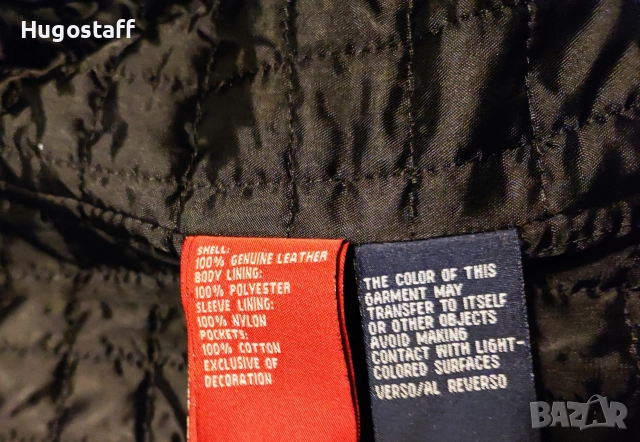 Hugostaff
SHELL:
100% GENUINE LEATHER
BODY LINING:
100% POLYESTER
SLEEVE LINING:
100% NYLON
POCKETS:
100% COTTON
EXCLUSIVE OF
DECORATION
THE COLOR OF THIS
GARMENT MAY
TRANSFER TO ITSELF
OR OTHER OBJECTS
AVOID MAKING
CONTACT WITH LIGHT-
COLORED SURFACES
VERSO/AL REVERSO
BAZAR